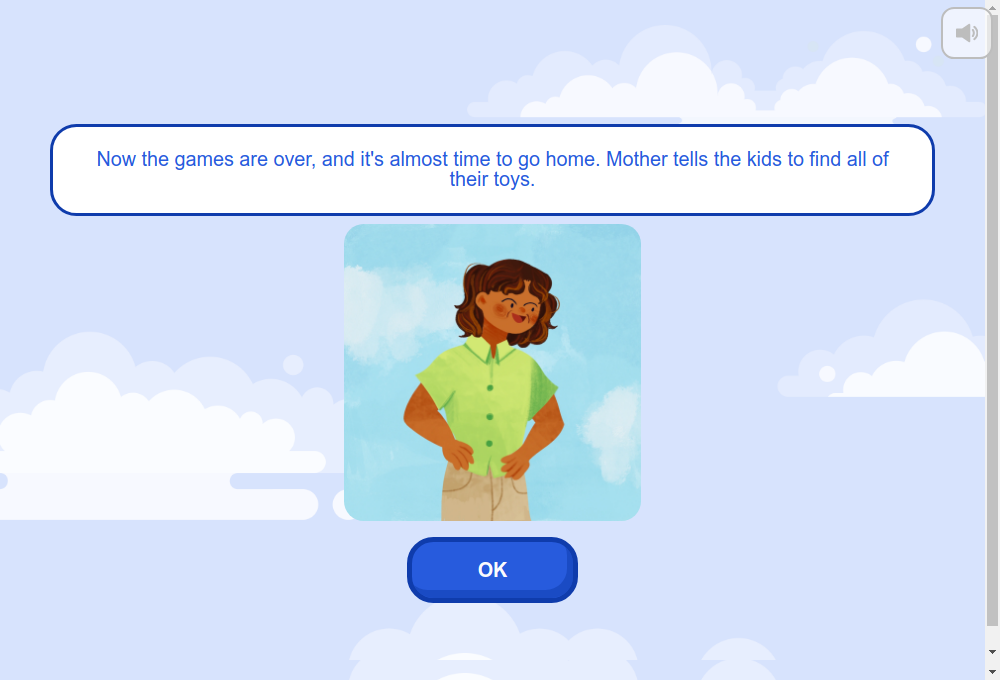 Now the games are over, and it's almost time to go home. Mother tells the kids to find all of
their toys.
OK